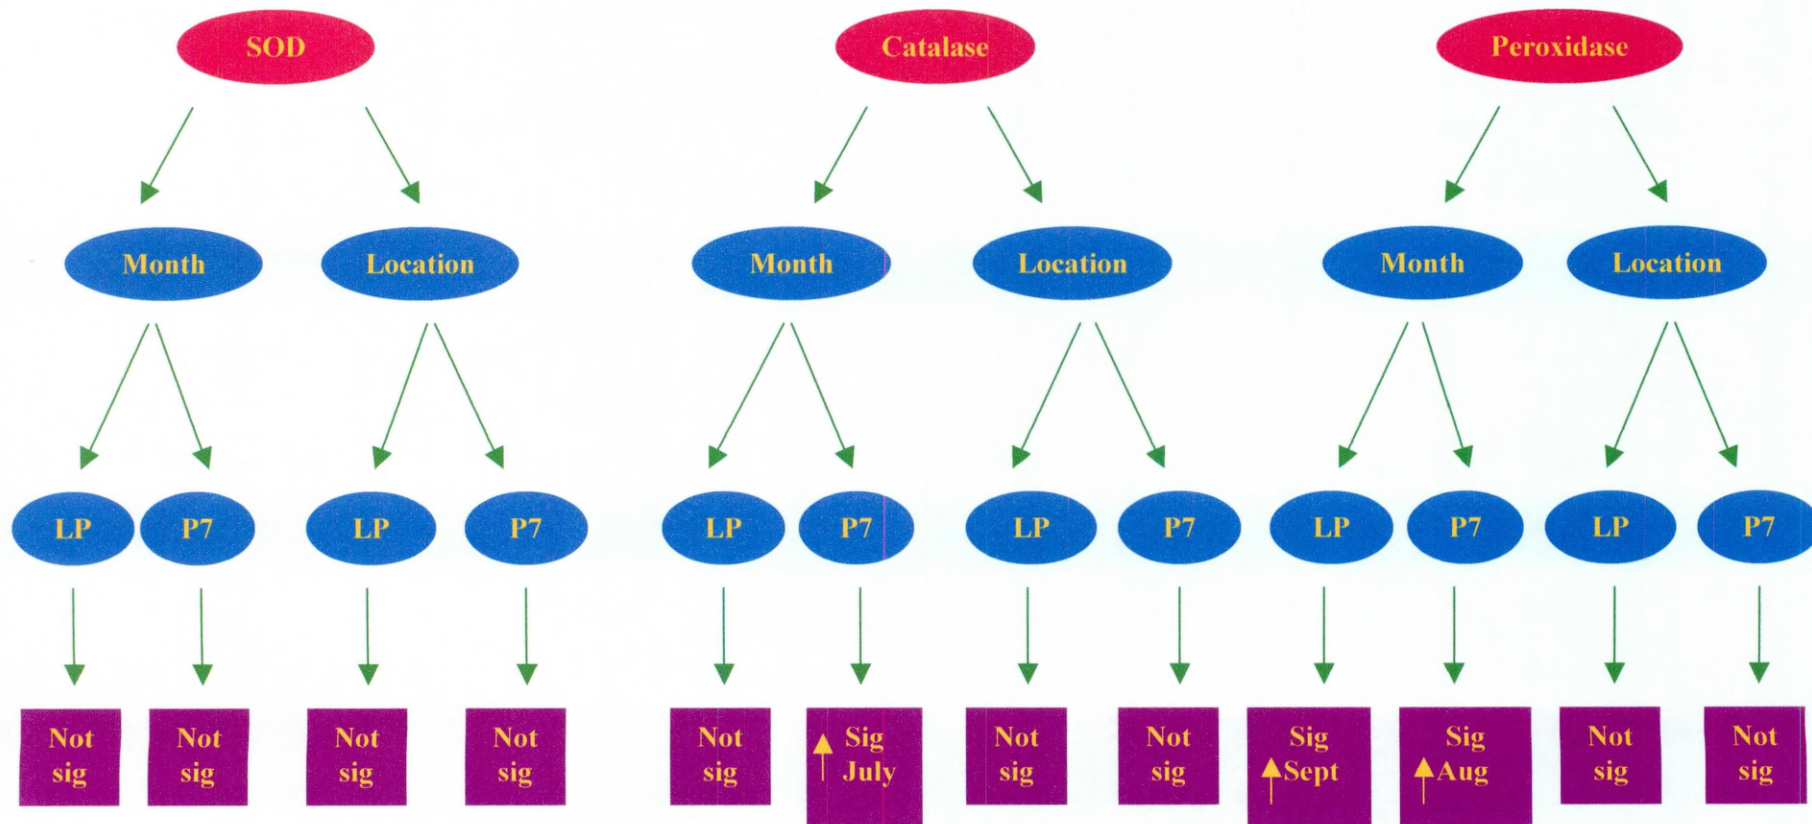 SOD Catalase Peroxidase
Month Location Month Location Month Location
LP P7 LP P7 LP P7 LP P7 LP P7 LP P7
Not Not Not Not Not Sig Not Not Sig Sig Not Not
sig sig sig sig sig July sig sig Sept Aug sig sig